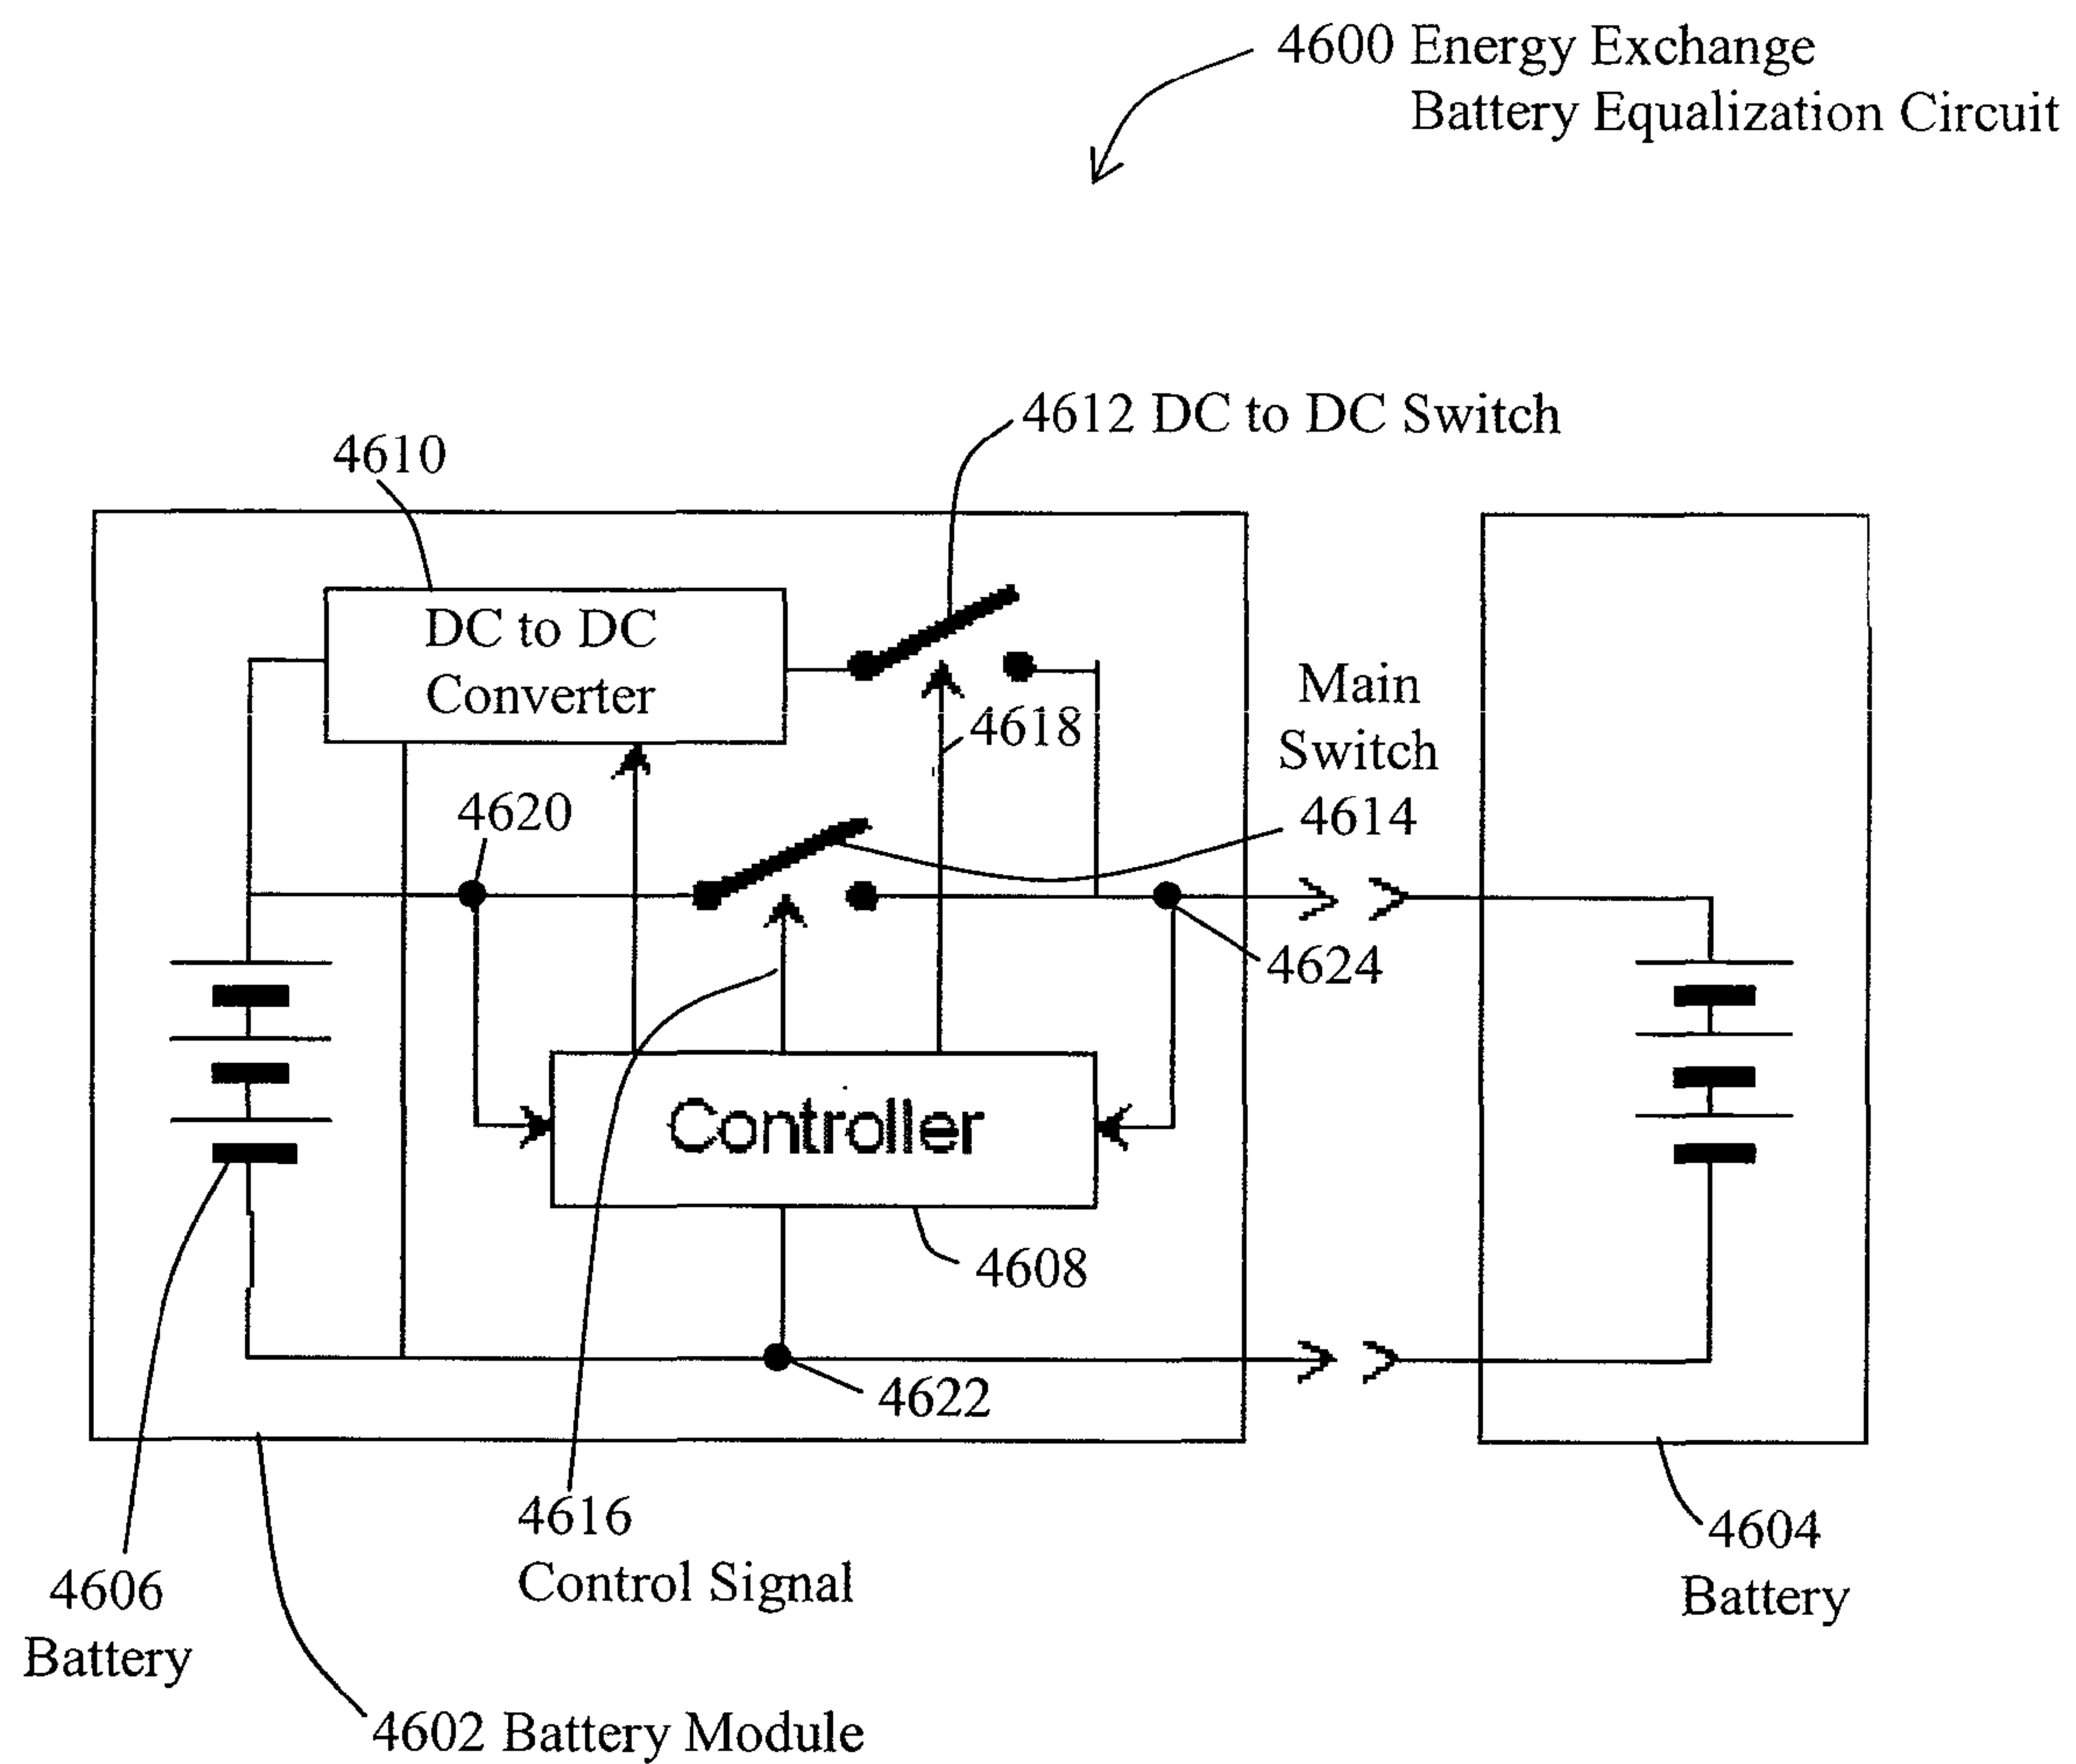 4600 Energy Exchange
Battery Equalization Circuit
4612 DC to DC Switch
4610
DC to DC
Converter
4618
Main
Switch
4614
4620
4624
Controller
4608
4622
4616
Control Signal
4604
Battery
4606
Battery
4602 Battery Module